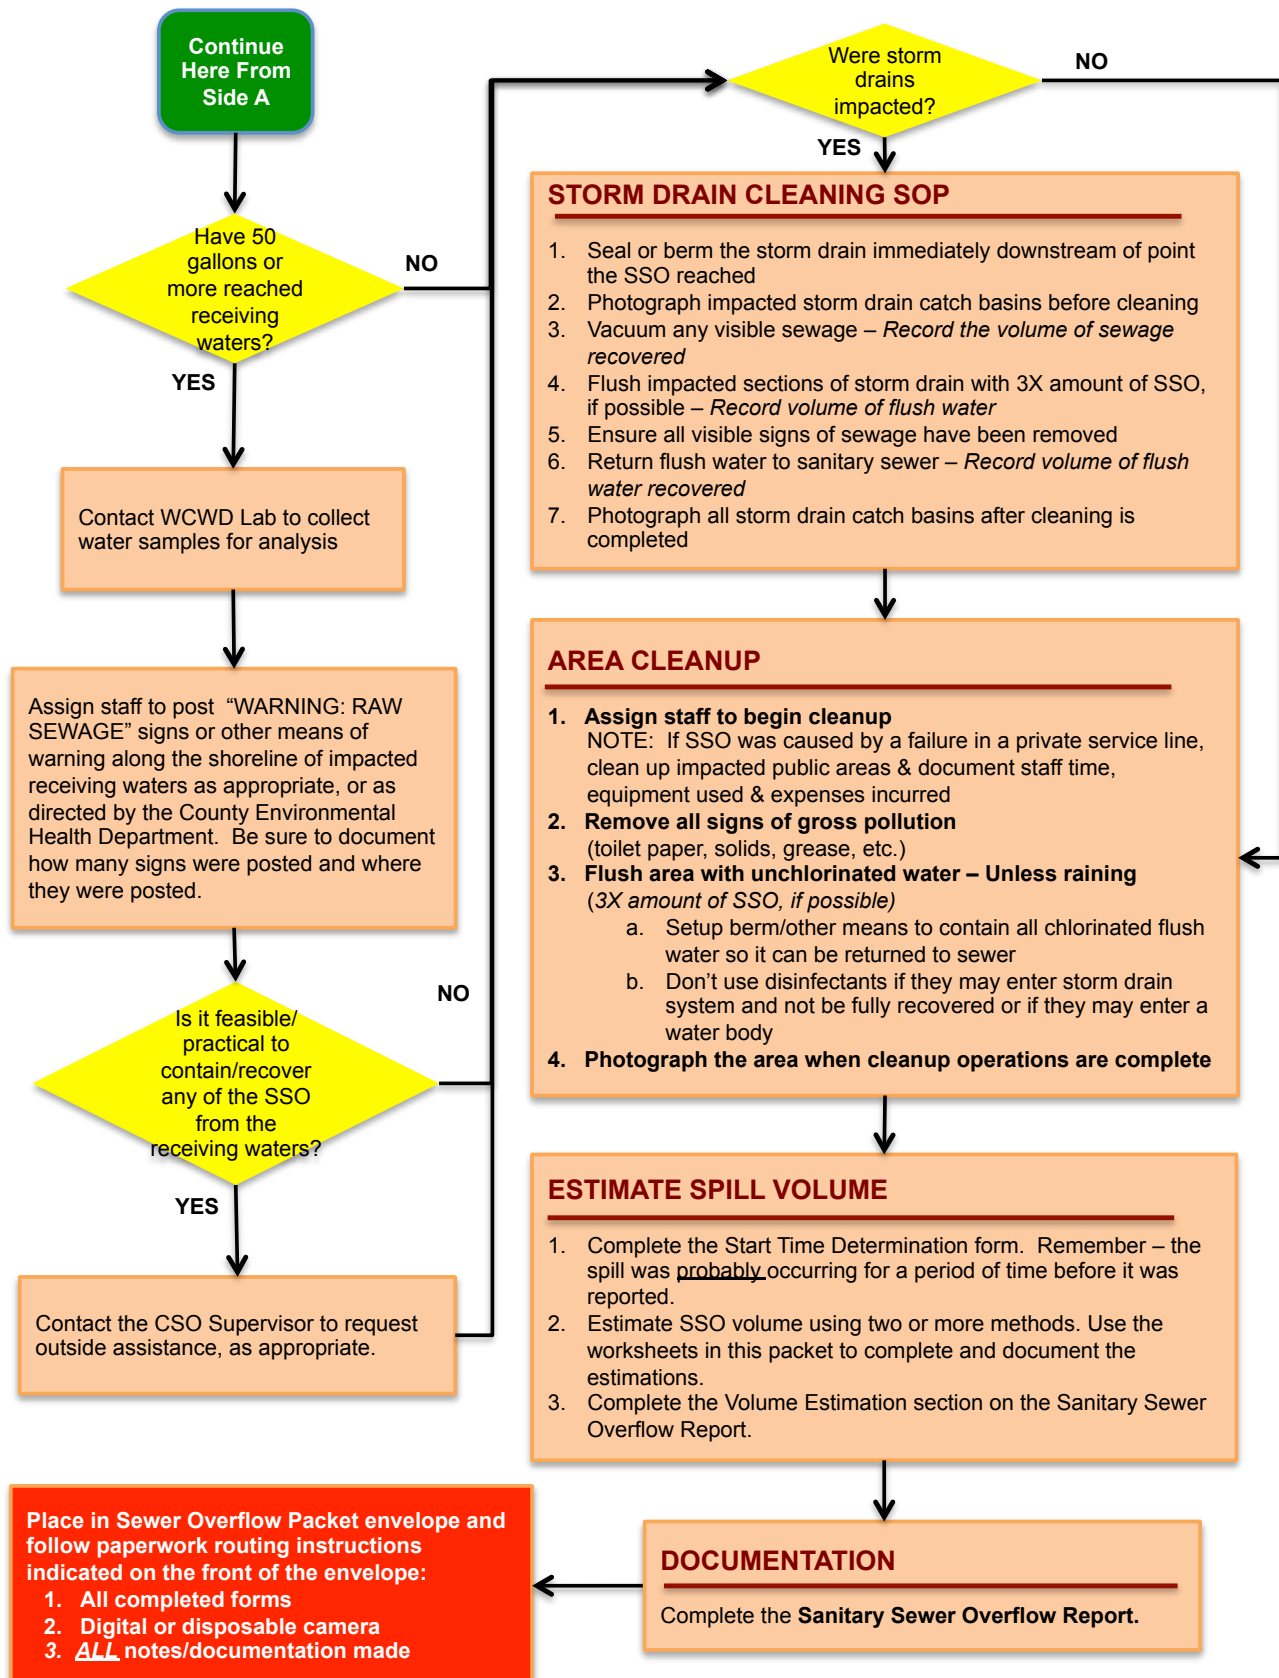 Continue
Here From
Side A
Have 50
gallons or
more reached
receiving
waters?
NO
YES
Contact WCWD Lab to collect
water samples for analysis
Assign staff to post  “WARNING: RAW
SEWAGE” signs or other means of
warning along the shoreline of impacted
receiving waters as appropriate, or as
directed by the County Environmental
Health Department.  Be sure to document
how many signs were posted and where
they were posted.
NO
Is it feasible/
practical to
contain/recover
any of the SSO
from the
receiving waters?
YES
Contact the CSO Supervisor to request
outside assistance, as appropriate.
Were storm
drains
impacted?
NO
YES
STORM DRAIN CLEANING SOP
1. Seal or berm the storm drain immediately downstream of point
the SSO reached
2. Photograph impacted storm drain catch basins before cleaning
3. Vacuum any visible sewage – Record the volume of sewage
recovered
4. Flush impacted sections of storm drain with 3X amount of SSO,
if possible – Record volume of flush water
5. Ensure all visible signs of sewage have been removed
6. Return flush water to sanitary sewer – Record volume of flush
water recovered
7. Photograph all storm drain catch basins after cleaning is
completed
AREA CLEANUP
1. Assign staff to begin cleanup
NOTE:  If SSO was caused by a failure in a private service line,
clean up impacted public areas & document staff time,
equipment used & expenses incurred
2. Remove all signs of gross pollution
(toilet paper, solids, grease, etc.)
3. Flush area with unchlorinated water – Unless raining
(3X amount of SSO, if possible)
a. Setup berm/other means to contain all chlorinated flush
water so it can be returned to sewer
b. Don’t use disinfectants if they may enter storm drain
system and not be fully recovered or if they may enter a
water body
4. Photograph the area when cleanup operations are complete
ESTIMATE SPILL VOLUME
1. Complete the Start Time Determination form.  Remember – the
spill was probably occurring for a period of time before it was
reported.
2. Estimate SSO volume using two or more methods. Use the
worksheets in this packet to complete and document the
estimations.
3. Complete the Volume Estimation section on the Sanitary Sewer
Overflow Report.
DOCUMENTATION
Complete the Sanitary Sewer Overflow Report.
Place in Sewer Overflow Packet envelope and
follow paperwork routing instructions
indicated on the front of the envelope:
1. All completed forms
2. Digital or disposable camera
3. ALL notes/documentation made